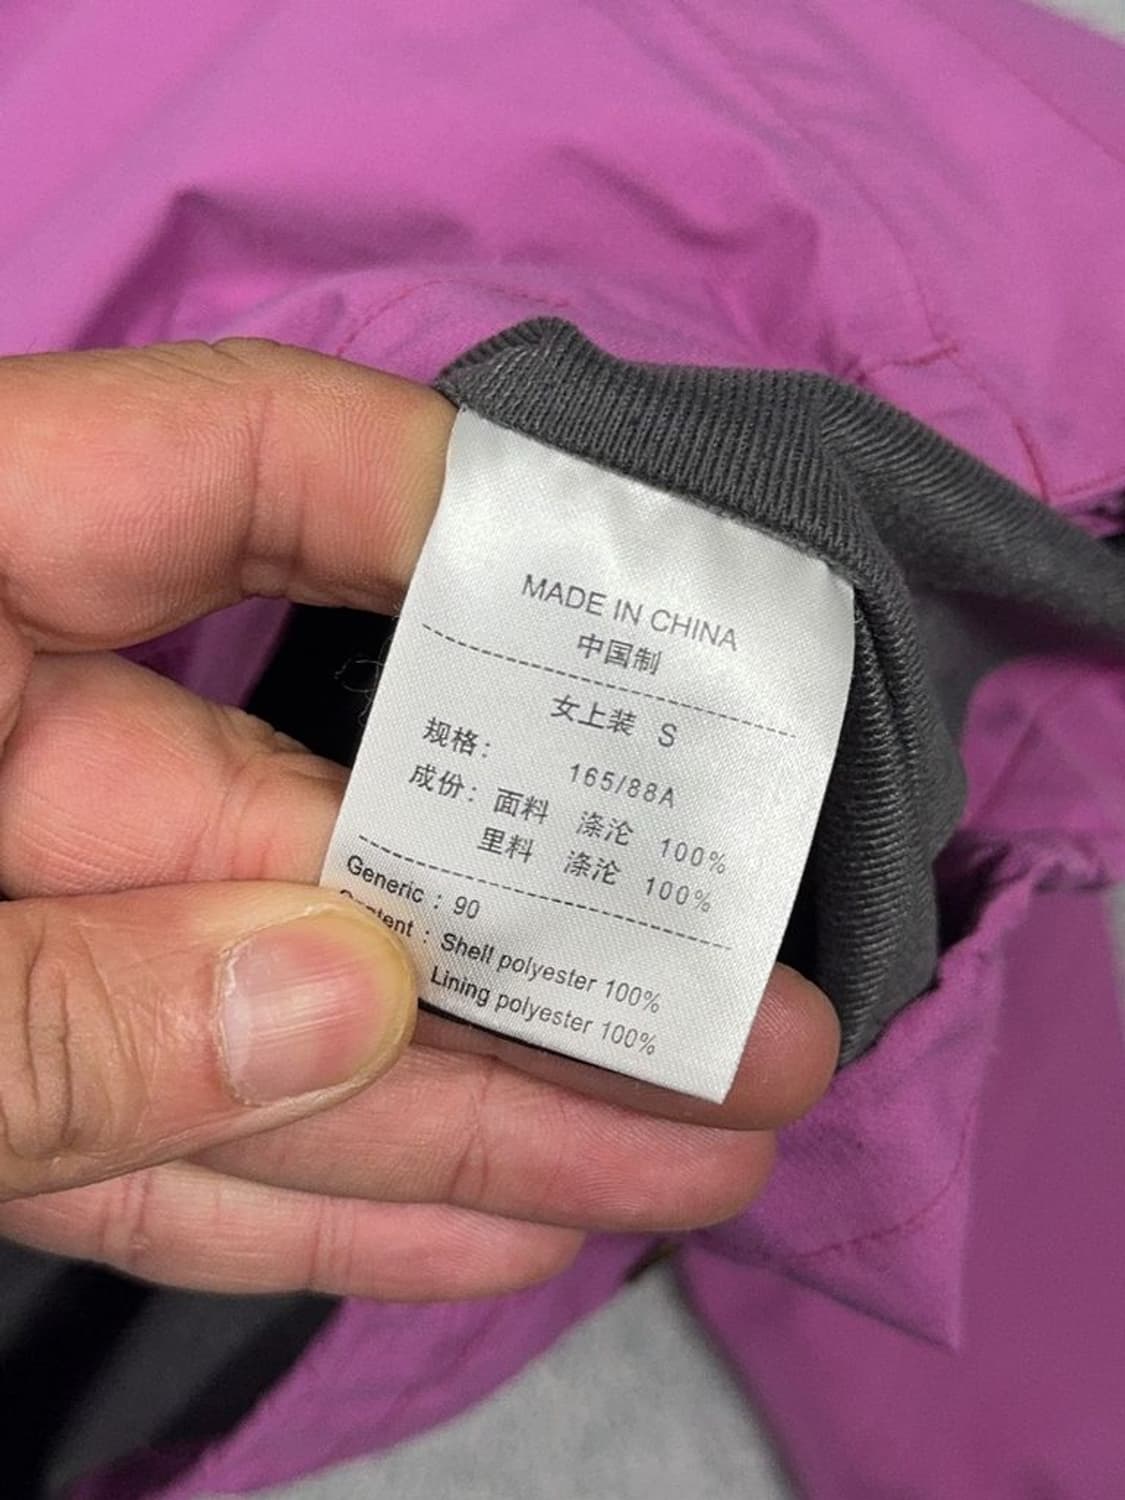 MADE IN CHINA
中国制
女上装 S
规格: 165/88A
成份: 面料 涤沦 100%
里料 涤沦 100%
Generic : 90
: Shell polyester 100%
Lining polyester 100%